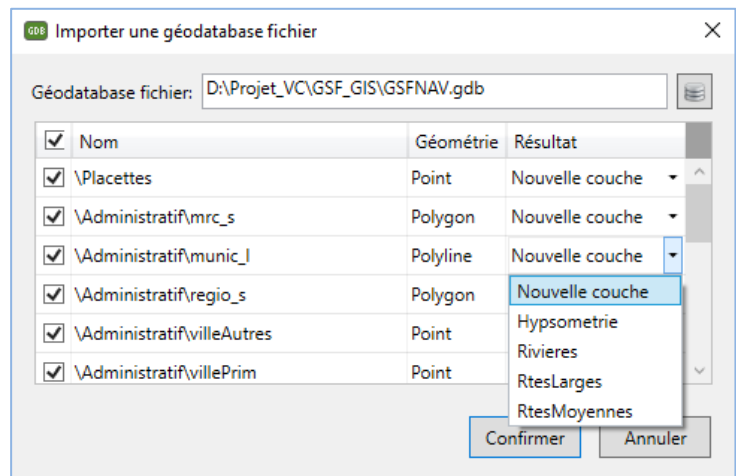 GDB Importer une géodatabase fichier
Géodatabase fichier: D:\Projet_VC\GSF_GIS\GSFNAV.gdb
Nom Géométrie Résultat
\Placettes Point Nouvelle couche
\Administratif\mrc_s Polygon Nouvelle couche
\Administratif\munic_l Polyline Nouvelle couche
\Administratif\regio_s Polygon Nouvelle couche
\Administratif\villeAutres Point Hypsometrie
Rivieres
\Administratif\villePrim Point RtesLarges
RtesMoyennes
Confirmer Annuler